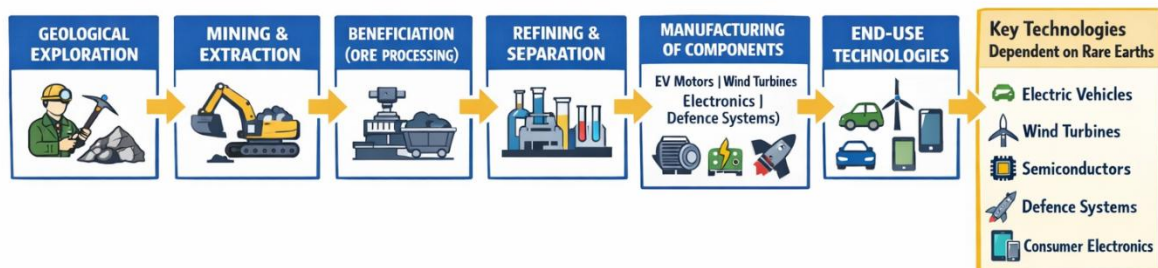 GEOLOGICAL
EXPLORATION
MINING &
EXTRACTION
BENEFICIATION
(ORE PROCESSING)
REFINING &
SEPARATION
MANUFACTURING
OF COMPONENTS
EV Motors | Wind Turbines
Electronics |
Defence Systems)
END-USE
TECHNOLOGIES
Key Technologies
Dependent on Rare Earths
Electric Vehicles
Wind Turbines
Semiconductors
Defence Systems
Consumer Electronics